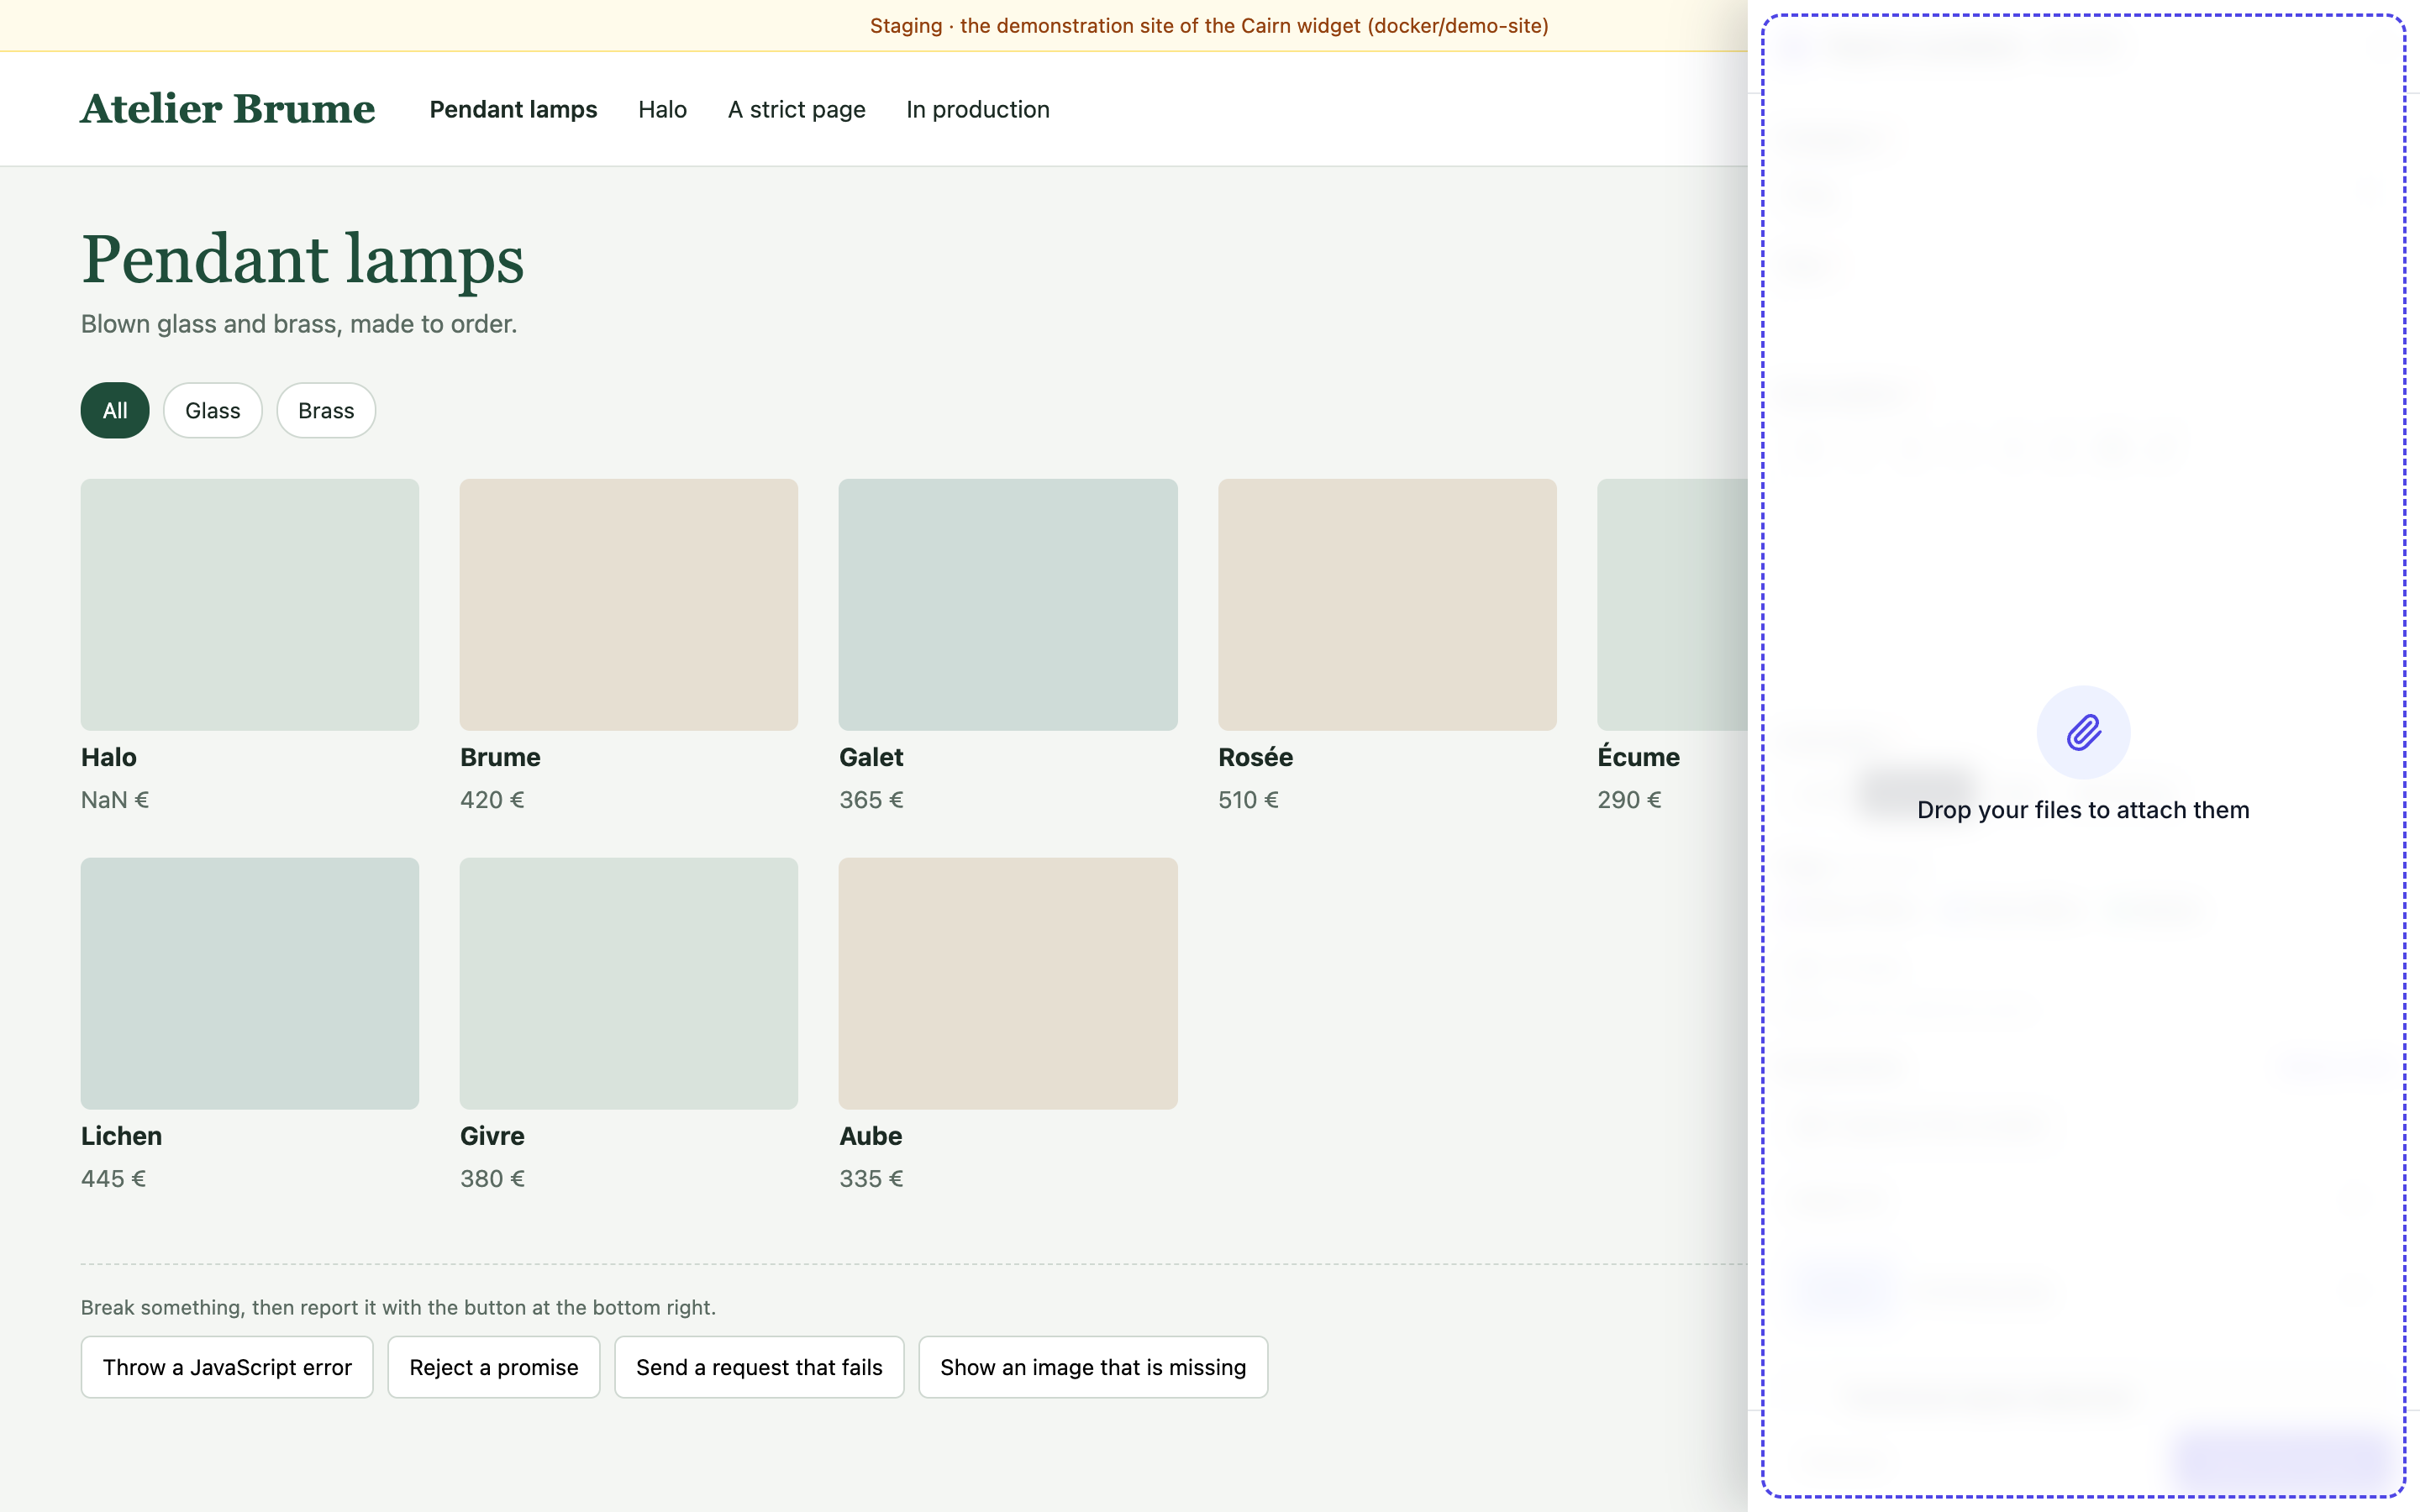 Staging · the demonstration site of the Cairn widget (docker/demo-site)
Atelier Brume
Pendant lamps
Halo
A strict page
In production
Pendant lamps
Blown glass and brass, made to order.
All
Glass
Brass
Halo
NaN €
Brume
420 €
Galet
365 €
Rosée
510 €
Écume
290 €
Lichen
445 €
Givre
380 €
Aube
335 €
Break something, then report it with the button at the bottom right.
Throw a JavaScript error
Reject a promise
Send a request that fails
Show an image that is missing
Drop your files to attach them